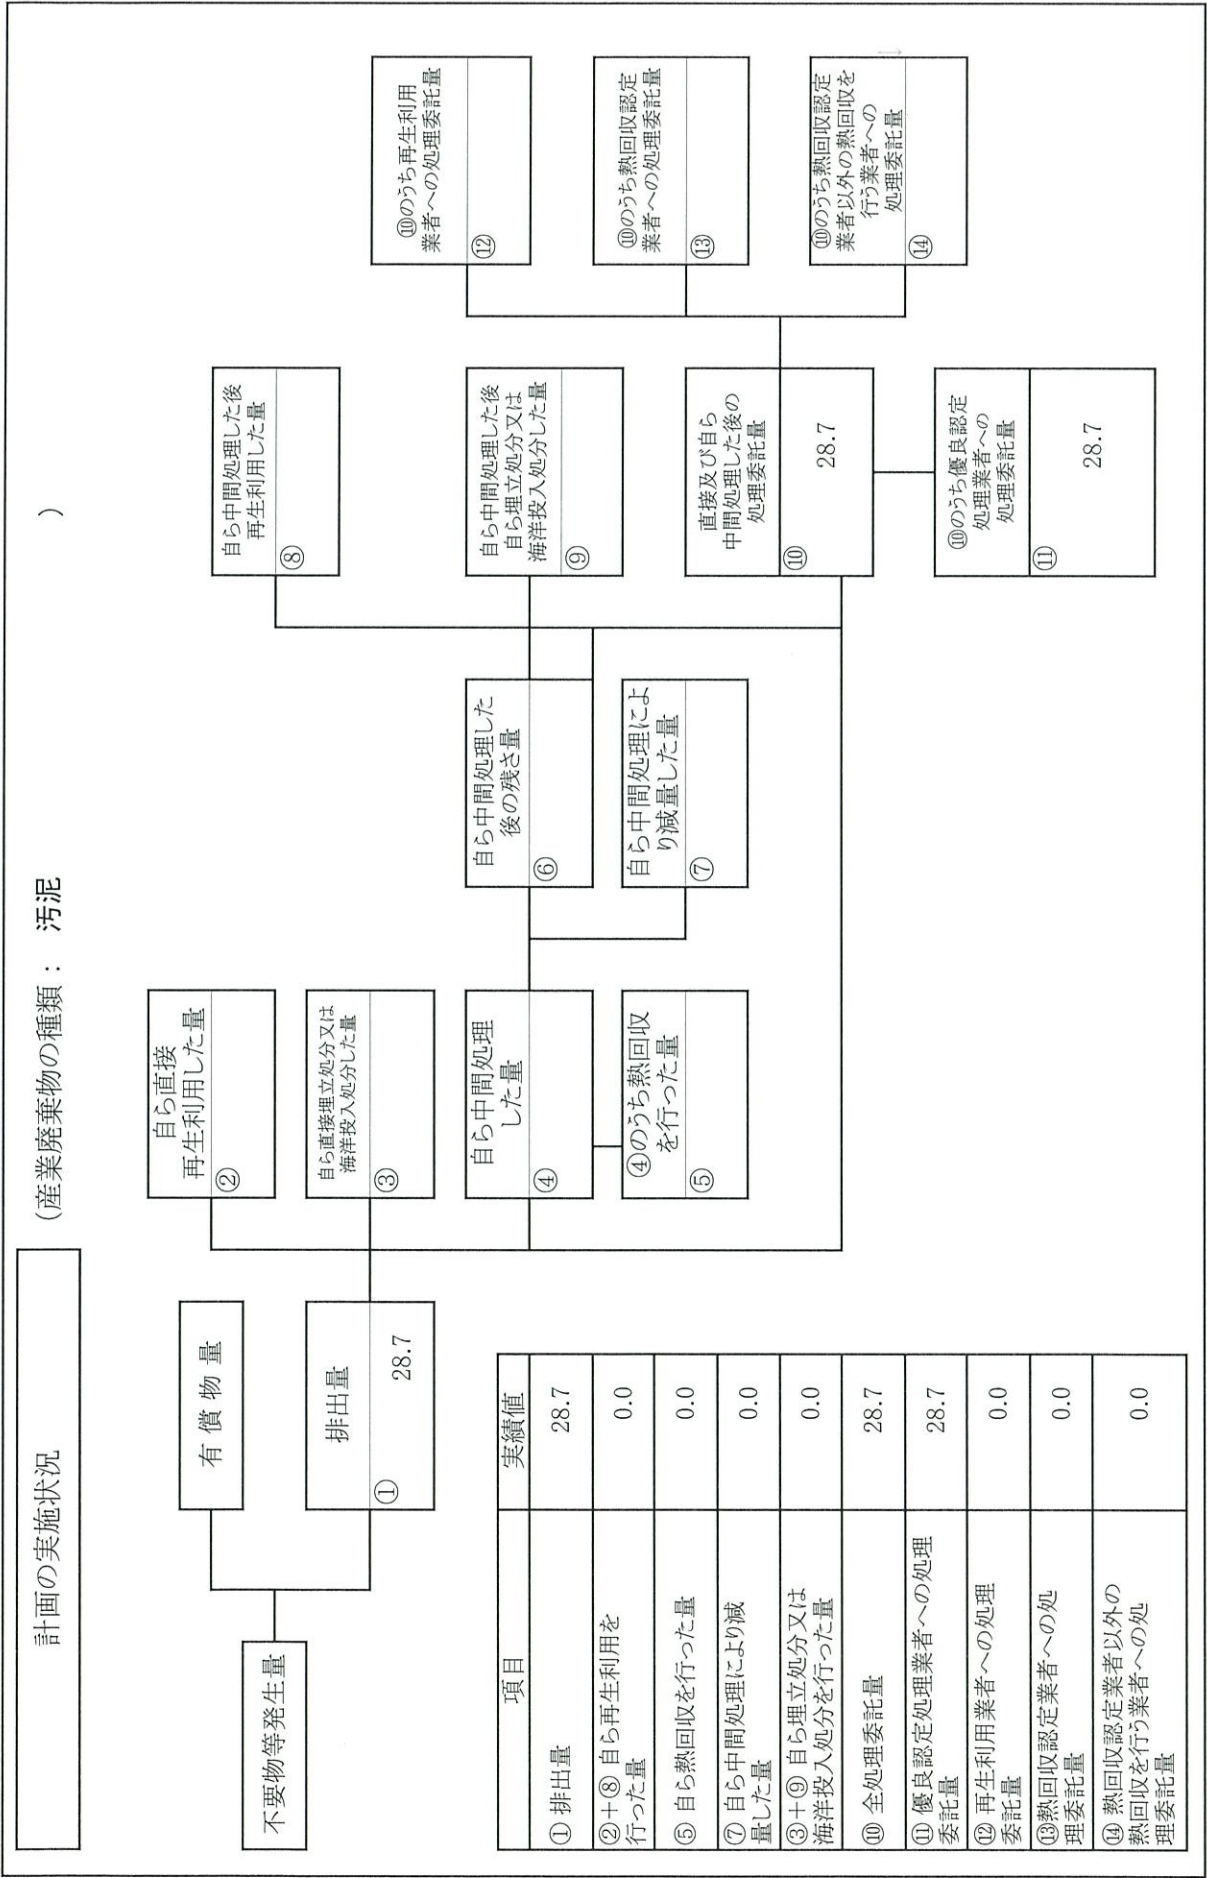 計画の実施状況
(産業廃棄物の種類: 汚泥 )
不要物等発生量
有償物量
排出量
① 28.7
自ら直接
再生利用した量
②
自ら直接埋立処分又は
海洋投入処分した量
③
自ら中間処理
した量
④
④のうち熱回収
を行った量
⑤
自ら中間処理した
後の残さ量
⑥
自ら中間処理によ
り減量した量
⑦
自ら中間処理した後
再生利用した量
⑧
自ら中間処理した後
自ら埋立処分又は
海洋投入処分した量
⑨
直接及び自ら
中間処理した後の
処理委託量
⑩ 28.7
⑩のうち優良認定
処理業者への
処理委託量
⑪ 28.7
⑩のうち再生利用
業者への処理委託量
⑫
⑩のうち熱回収認定
業者への処理委託量
⑬
⑩のうち熱回収認定
業者以外の熱回収を
行う業者への
処理委託量
⑭
項目 実績値
① 排出量 28.7
②+⑧ 自ら再生利用を
行った量 0.0
⑤ 自ら熱回収を行った量 0.0
⑦ 自ら中間処理により減
量した量 0.0
③+⑨ 自ら埋立処分又は
海洋投入処分を行った量 0.0
⑩ 全処理委託量 28.7
⑪ 優良認定処理業者への処理
委託量 28.7
⑫ 再生利用業者への処理
委託量 0.0
⑬熱回収認定業者への処
理委託量 0.0
⑭ 熱回収認定業者以外の
熱回収を行う業者への処
理委託量 0.0